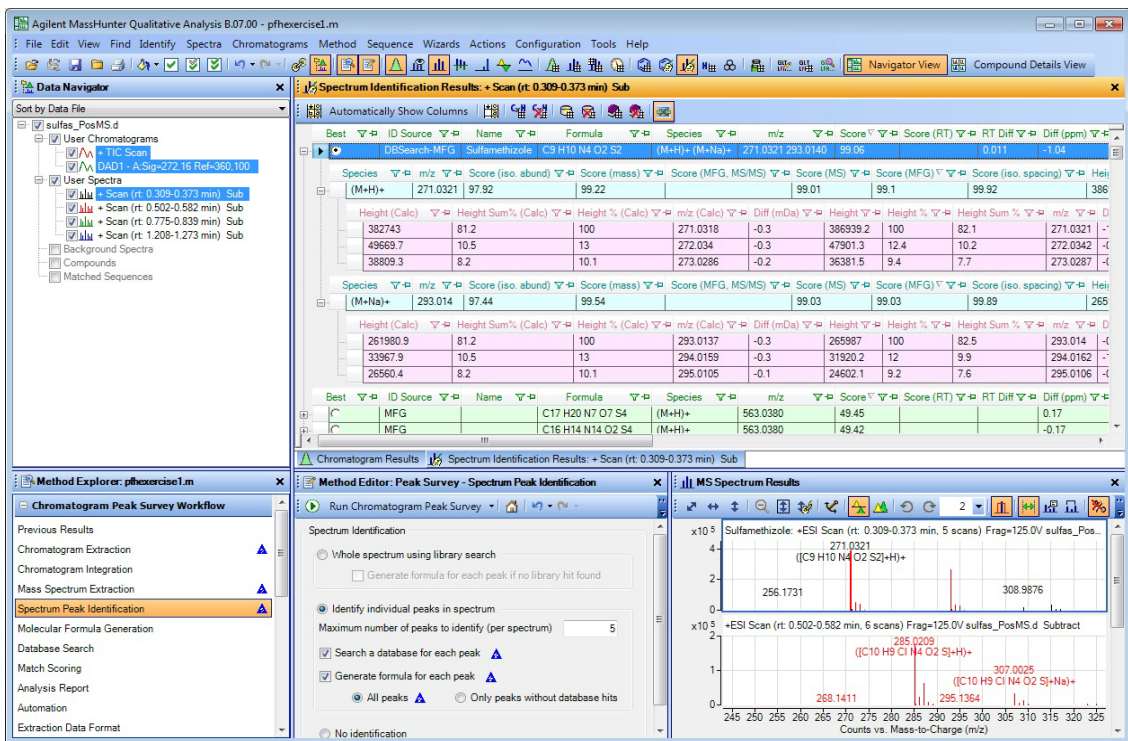 Agilent MassHunter Qualitative Analysis B.07.00 - pfhexercise1.m
File Edit View Find Identify Spectra Chromatograms Method Sequence Wizards Actions Configuration Tools Help
Navigator View Compound Details View
Data Navigator
Sort by Data File
sulfas_PosMS.d
User Chromatograms
+ TIC Scan
DAD1 - A:Sig=272,16 Ref=360,100
User Spectra
+ Scan (rt: 0.309-0.373 min) Sub
+ Scan (rt: 0.502-0.582 min) Sub
+ Scan (rt: 0.775-0.839 min) Sub
+ Scan (rt: 1.208-1.273 min) Sub
Background Spectra
Compounds
Matched Sequences
Spectrum Identification Results: + Scan (rt: 0.309-0.373 min) Sub
Automatically Show Columns
Best ID Source Name Formula Species m/z Score Score (RT) RT Diff Diff (ppm)
DBSearch-MFG Sulfamethizole C9 H10 N4 O2 S2 (M+H)+ (M+Na)+ 271.0321 293.0140 99.06 0.011 -1.04
Species m/z Score (iso. abund) Score (mass) Score (MFG, MS/MS) Score (MS) Score (MFG) Score (iso. spacing) Hei
(M+H)+ 271.0321 97.92 99.22 99.01 99.1 99.92 386
Height (Calc) Height Sum% (Calc) Height % (Calc) m/z (Calc) Diff (mDa) Height Height % Height Sum % m/z D
382743 81.2 100 271.0318 -0.3 386939.2 100 82.1 271.0321
49669.7 10.5 13 272.034 -0.3 47901.3 12.4 10.2 272.0342
38809.3 8.2 10.1 273.0286 -0.2 36381.5 9.4 7.7 273.0287
Species m/z Score (iso. abund) Score (mass) Score (MFG, MS/MS) Score (MS) Score (MFG) Score (iso. spacing) Hei
(M+Na)+ 293.014 97.44 99.54 99.03 99.03 99.89 265
Height (Calc) Height Sum% (Calc) Height % (Calc) m/z (Calc) Diff (mDa) Height Height % Height Sum % m/z D
261980.9 81.2 100 293.0137 -0.3 265987 100 82.5 293.014
33967.9 10.5 13 294.0159 -0.3 31920.2 12 9.9 294.0162
26560.4 8.2 10.1 295.0105 -0.1 24602.1 9.2 7.6 295.0106
Best ID Source Name Formula Species m/z Score Score (RT) RT Diff Diff (ppm)
MFG C17 H20 N7 O7 S4 (M+H)+ 563.0380 49.45 0.17
MFG C16 H14 N14 O2 S4 (M+H)+ 563.0380 49.42 -0.17
Chromatogram Results Spectrum Identification Results: + Scan (rt: 0.309-0.373 min) Sub
Method Explorer: pfhexercise1.m
Chromatogram Peak Survey Workflow
Previous Results
Chromatogram Extraction
Chromatogram Integration
Mass Spectrum Extraction
Spectrum Peak Identification
Molecular Formula Generation
Database Search
Match Scoring
Analysis Report
Automation
Extraction Data Format
Method Editor: Peak Survey - Spectrum Peak Identification
Run Chromatogram Peak Survey
Spectrum Identification
Whole spectrum using library search
Generate formula for each peak if no library hit found
Identify individual peaks in spectrum
Maximum number of peaks to identify (per spectrum) 5
Search a database for each peak
Generate formula for each peak
All peaks Only peaks without database hits
No identification
MS Spectrum Results
2
x10 5 Sulfamethizole: +ESI Scan (rt: 0.309-0.373 min, 5 scans) Frag=125.0V sulfas_Pos...
4
271.0321
([C9 H10 N4 O2 S2]+H)+
2
256.1731 308.9876
0
x10 5 +ESI Scan (rt: 0.502-0.582 min, 6 scans) Frag=125.0V sulfas_PosMS.d Subtract
2
285.0209
([C10 H9 Cl N4 O2 S]+H)+
1
307.0025
([C10 H9 Cl N4 O2 S]+Na)+
268.1411 295.1364
0
245 250 255 260 265 270 275 280 285 290 295 300 305 310 315 320 325
Counts vs. Mass-to-Charge (m/z)